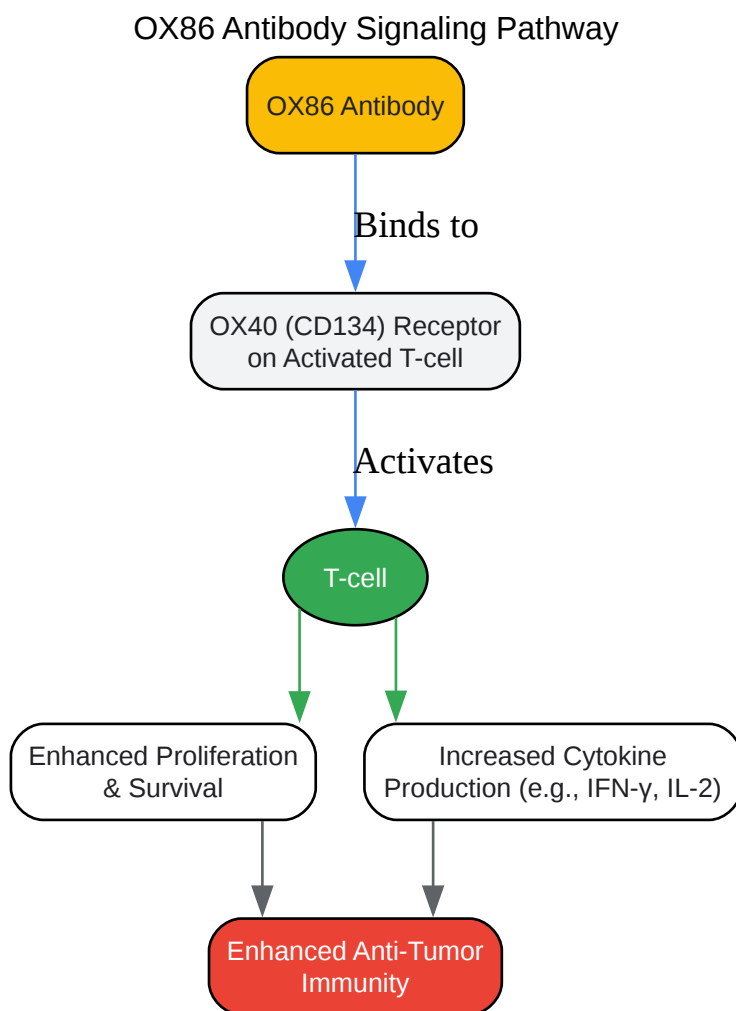 OX86 Antibody Signaling Pathway
OX86 Antibody
Binds to
OX40 (CD134) Receptor
on Activated T-cell
Activates
T-cell
Enhanced Proliferation
& Survival
Increased Cytokine
Production (e.g., IFN-γ, IL-2)
Enhanced Anti-Tumor
Immunity